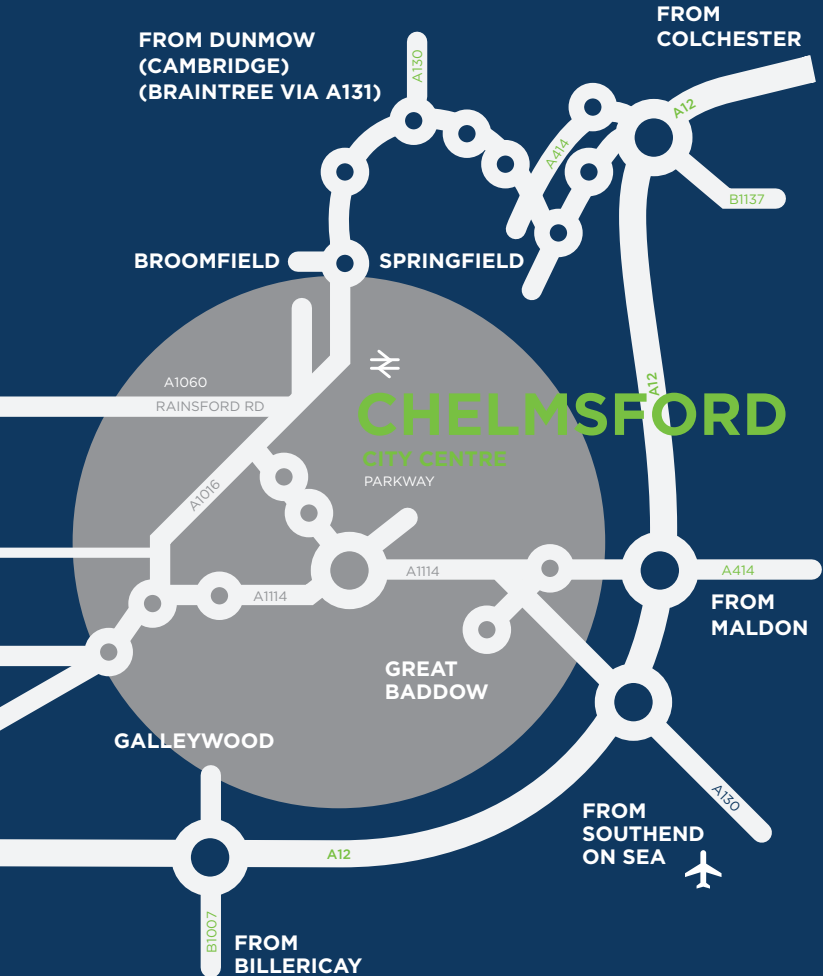 FROM
COLCHESTER
FROM DUNMOW
(CAMBRIDGE)
(BRAINTREE VIA A131)
A130
A12
A414
B1137
BROOMFIELD
SPRINGFIELD
A1060
RAINSFORD RD
A12
CHELMSFORD
CITY CENTRE
PARKWAY
A1016
A1114
A1114
A414
FROM
MALDON
GREAT
BADDOW
GALLEYWOOD
A130
FROM
SOUTHEND
ON SEA
A12
B1007
FROM
BILLERICAY